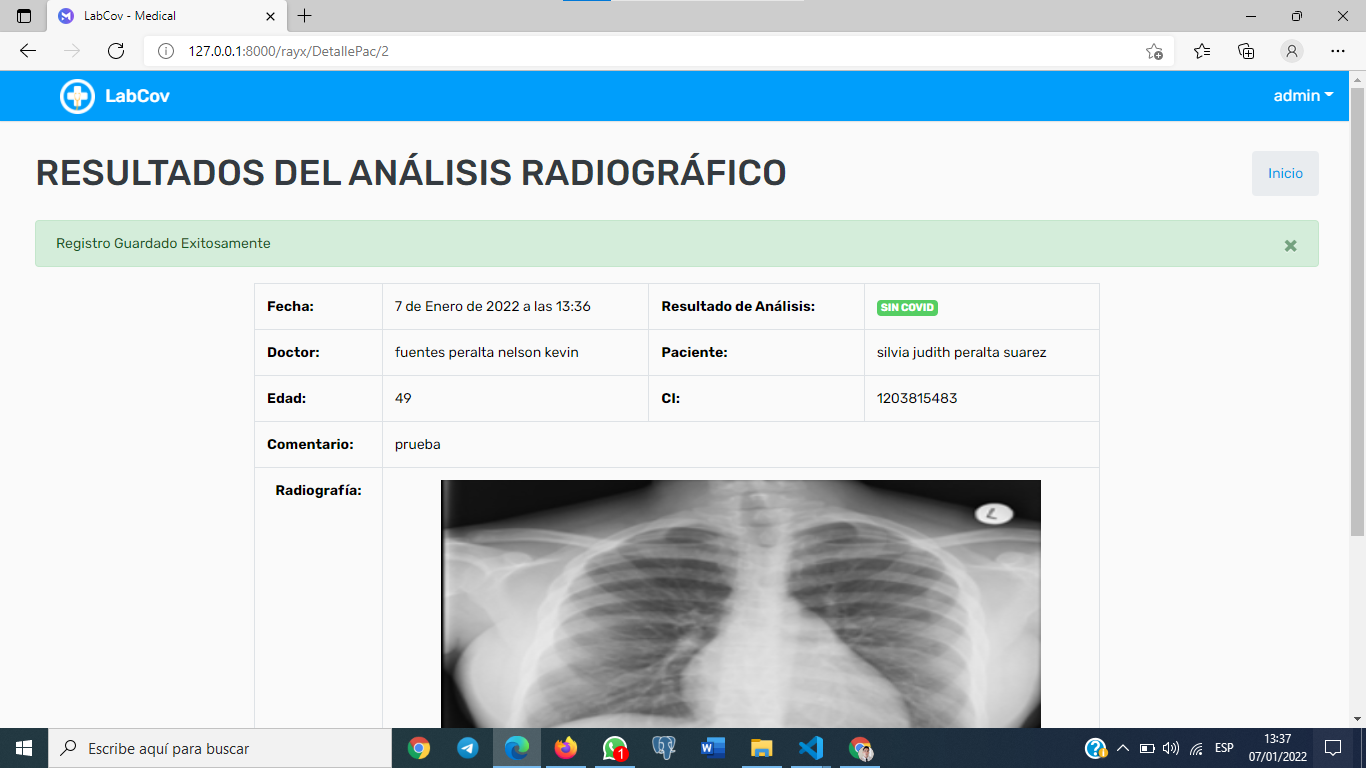 LabCov - Medical
127.0.0.1:8000/rayx/DetallePac/2
LabCov
admin
RESULTADOS DEL ANÁLISIS RADIOGRÁFICO
Inicio
Registro Guardado Exitosamente
Fecha: 7 de Enero de 2022 a las 13:36 Resultado de Análisis: SIN COVID
Doctor: fuentes peralta nelson kevin Paciente: silvia judith peralta suarez
Edad: 49 CI: 1203815483
Comentario: prueba
Radiografía:
L
Escribe aquí para buscar
1
ESP
13:37
07/01/2022